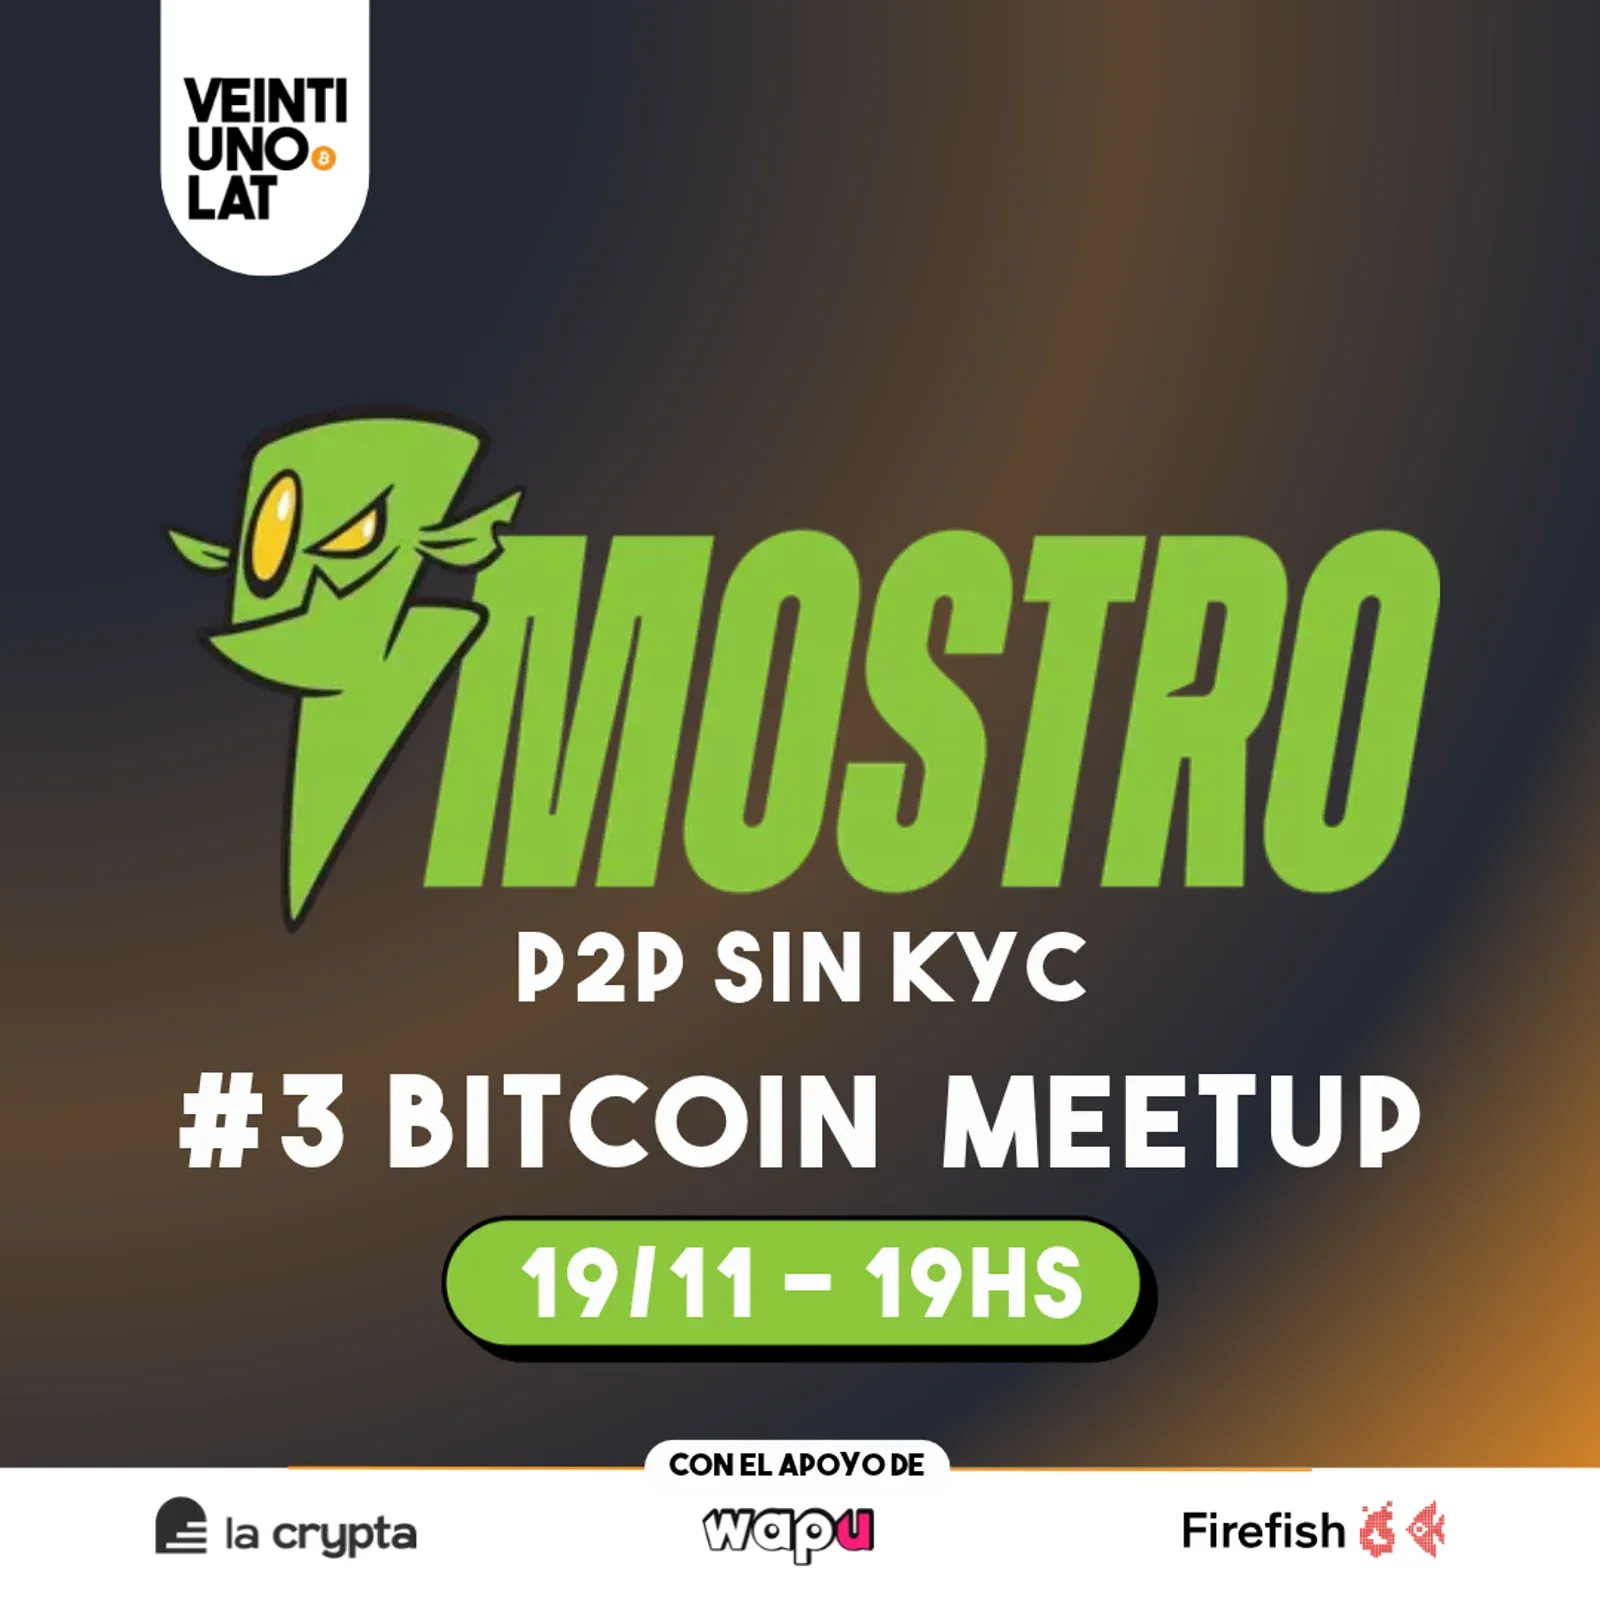 VEINTI
UNO
LAT
MOSTRO
P2P SIN KYC
#3 BITCOIN MEETUP
19/11 - 19HS
CON EL APOYO DE
la crypta
wapu
Firefish